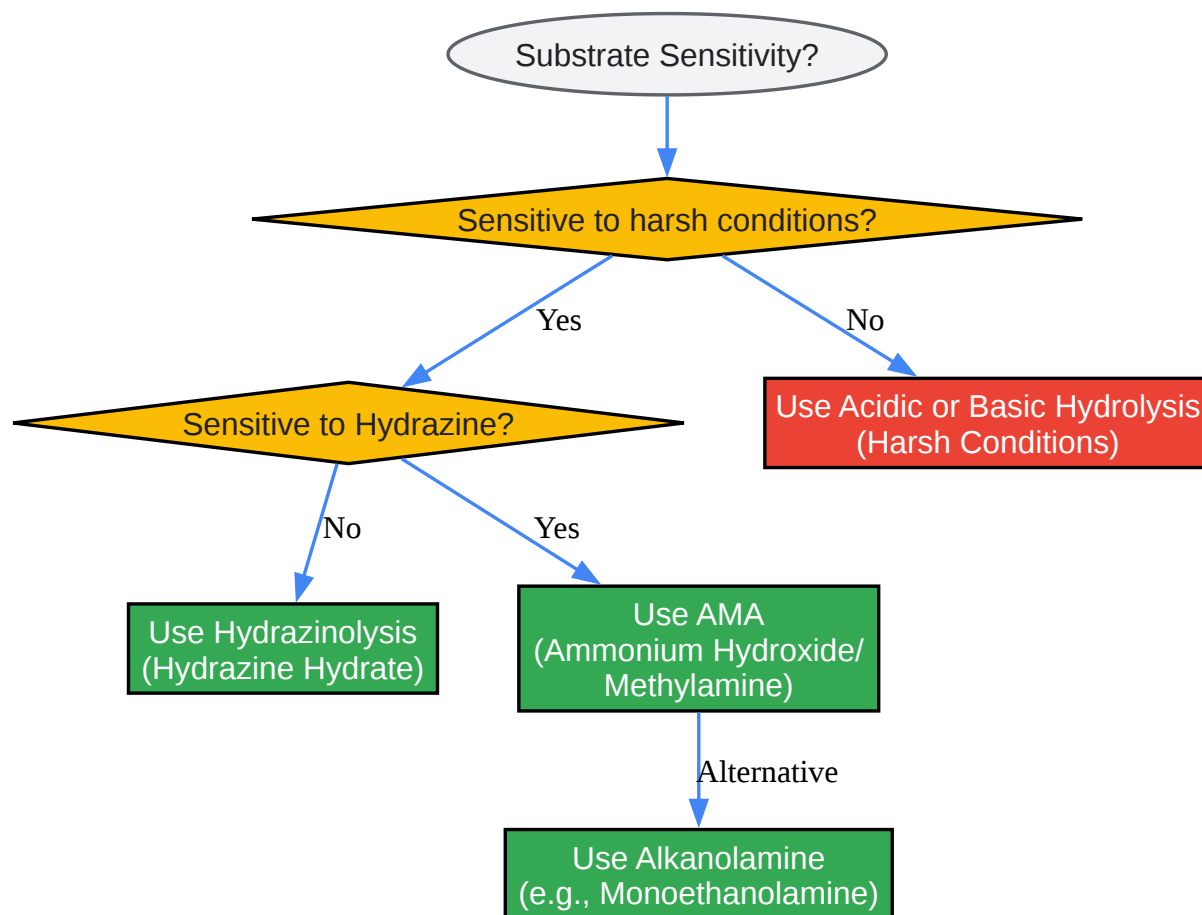 Substrate Sensitivity?
Sensitive to harsh conditions?
Yes
No
Sensitive to Hydrazine?
Use Acidic or Basic Hydrolysis
(Harsh Conditions)
No
Yes
Use Hydrazinolysis
(Hydrazine Hydrate)
Use AMA
(Ammonium Hydroxide/
Methylamine)
Alternative
Use Alkanolamine
(e.g., Monoethanolamine)